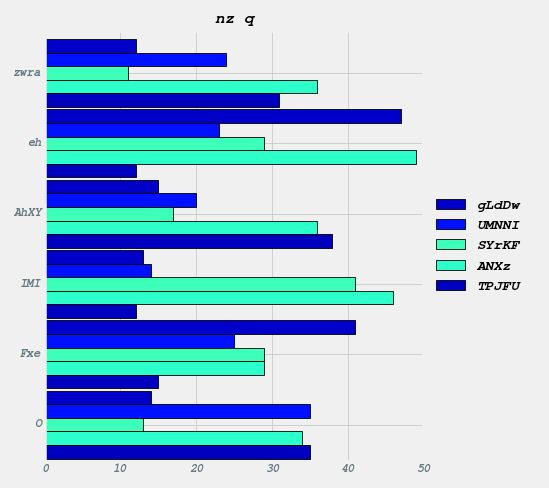 nz q
zwra
eh
AhXY
IMI
Fxe
O
0 10 20 30 40 50
gLdDw
UMNNI
SYrKF
ANXz
TPJFU